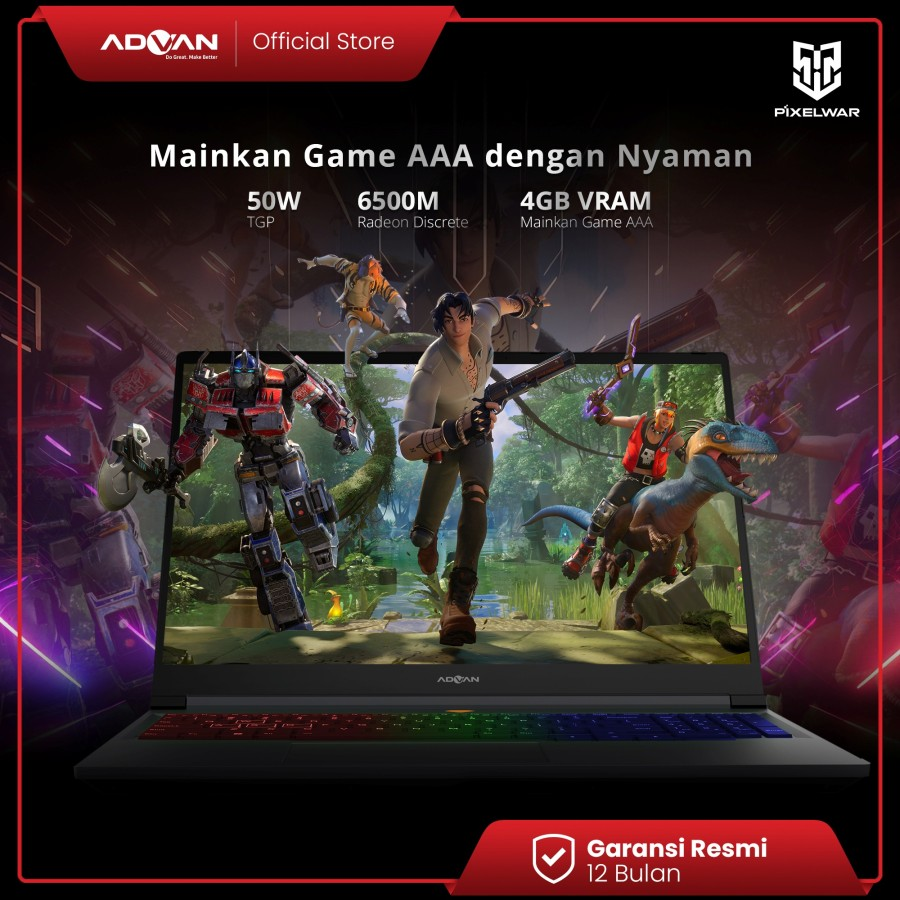 ADVAN
Do Great. Make Better
Official Store
PIXELWAR
Mainkan Game AAA dengan Nyaman
50W
TGP
6500M
Radeon Discrete
4GB VRAM
Mainkan Game AAA
ADVAN
Garansi Resmi
12 Bulan